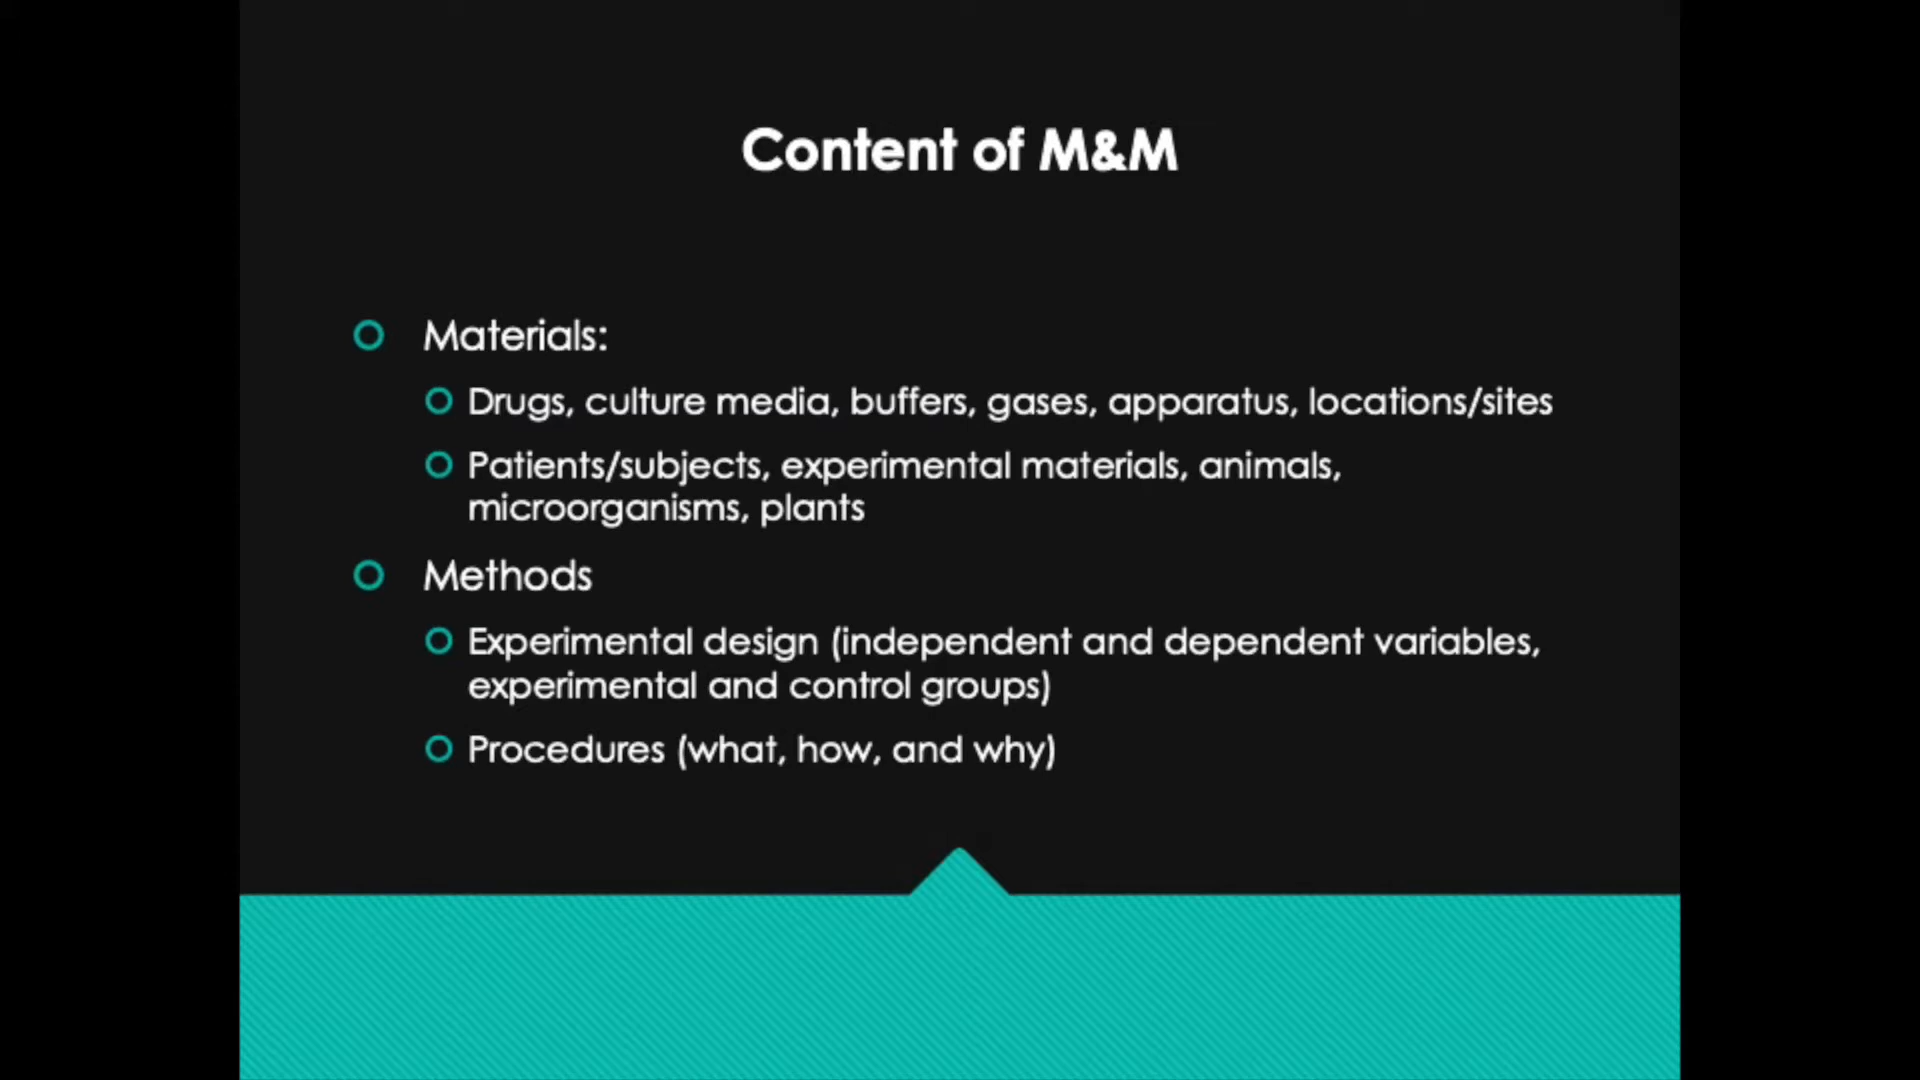 Content of M&M
Materials:
Drugs, culture media, buffers, gases, apparatus, locations/sites
Patients/subjects, experimental materials, animals,
microorganisms, plants
Methods
Experimental design (independent and dependent variables,
experimental and control groups)
Procedures (what, how, and why)